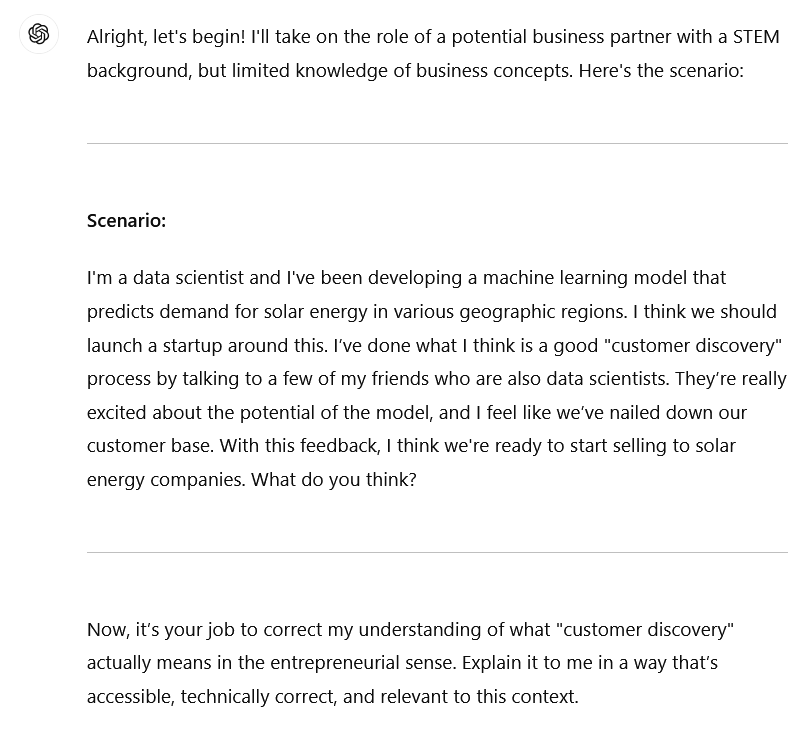 Alright, let's begin! I'll take on the role of a potential business partner with a STEM
background, but limited knowledge of business concepts. Here's the scenario:
Scenario:
I'm a data scientist and I've been developing a machine learning model that
predicts demand for solar energy in various geographic regions. I think we should
launch a startup around this. I’ve done what I think is a good "customer discovery"
process by talking to a few of my friends who are also data scientists. They’re really
excited about the potential of the model, and I feel like we’ve nailed down our
customer base. With this feedback, I think we're ready to start selling to solar
energy companies. What do you think?
Now, it’s your job to correct my understanding of what "customer discovery"
actually means in the entrepreneurial sense. Explain it to me in a way that’s
accessible, technically correct, and relevant to this context.